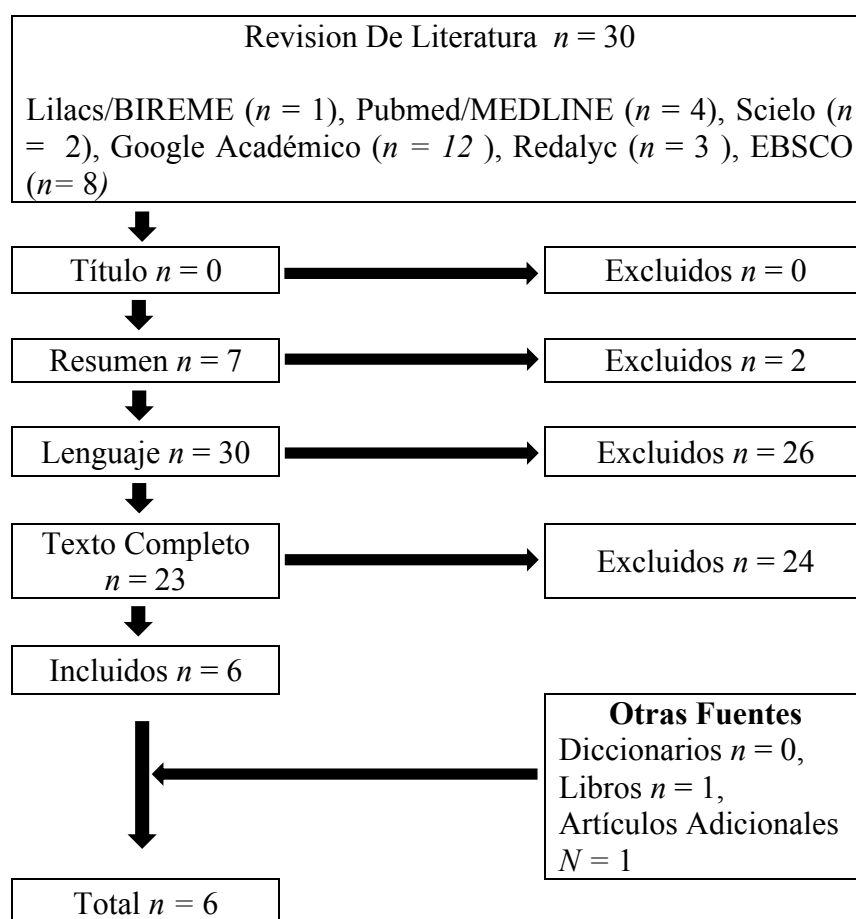 Revision De Literatura n = 30
Lilacs/BIREME (n = 1), Pubmed/MEDLINE (n = 4), Scielo (n
= 2), Google Académico (n = 12 ), Redalyc (n = 3 ), EBSCO
(n= 8)
Título n = 0
Excluidos n = 0
Resumen n = 7
Excluidos n = 2
Lenguaje n = 30
Excluidos n = 26
Texto Completo
n = 23
Excluidos n = 24
Incluidos n = 6
Otras Fuentes
Diccionarios n = 0,
Libros n = 1,
Artículos Adicionales
N = 1
Total n = 6